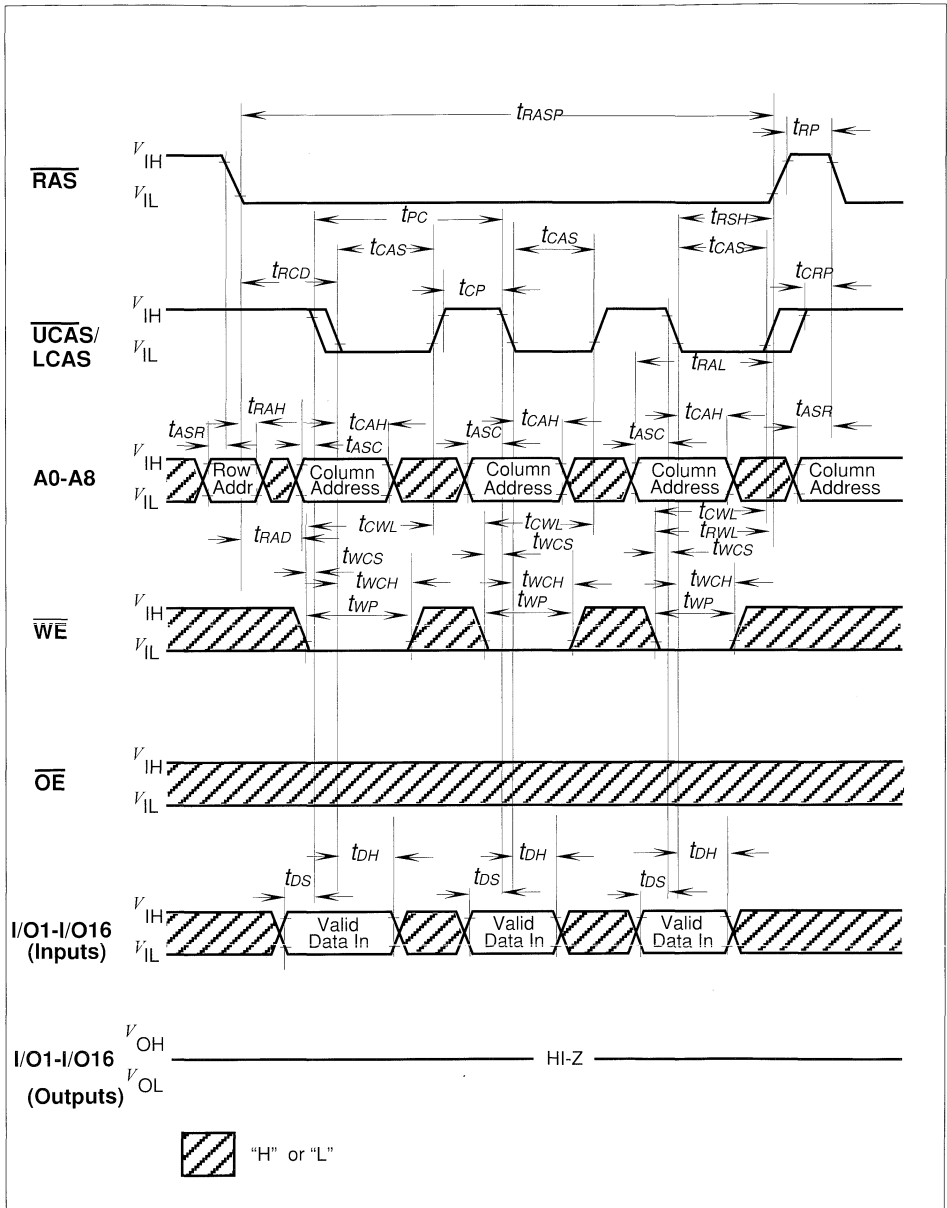 tRASP
tRP
RAS
VIH
VIL
tPC
tRSH
tCAS
tCAS
tCAS
tRCD
tCP
tCRP
UCAS/
LCAS
VIH
VIL
tRAL
tRAH
tCAH
tCAH
tCAH
tASR
tASR
tASC
tASC
tASC
A0-A8
VIH
VIL
Row
Addr
Column
Address
Column
Address
Column
Address
Column
Address
tCWL
tCWL
tCWL
tRAD
tRWL
tWCS
tWCS
tWCS
tWCH
tWCH
tWCH
tWP
tWP
tWP
WE
VIH
VIL
OE
VIH
VIL
tDH
tDH
tDH
tDS
tDS
tDS
I/O1-I/O16
(Inputs)
VIH
VIL
Valid
Data In
Valid
Data In
Valid
Data In
I/O1-I/O16
(Outputs)
VOH
VOL
HI-Z
“H” or “L”